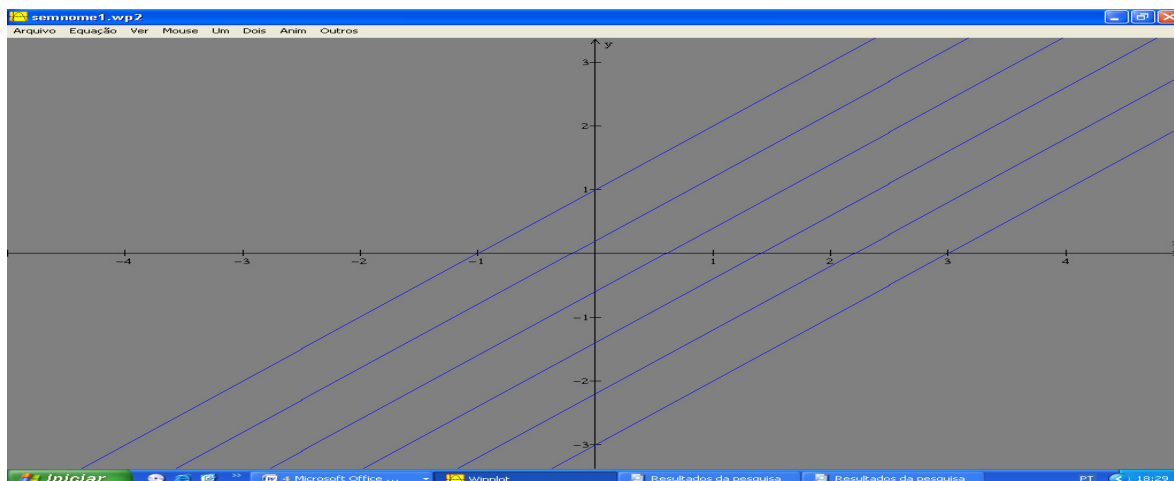 semnome1.wp2
Arquivo Equação Ver Mouse Um Dois Anim Outros
y
3
2
1
-4 -3 -2 -1 1 2 3 4
-1
-2
-3
Iniciar » 4 Microsoft Office ... Winplot Resultados da pesquisa Resultados da pesquisa PT 18:29